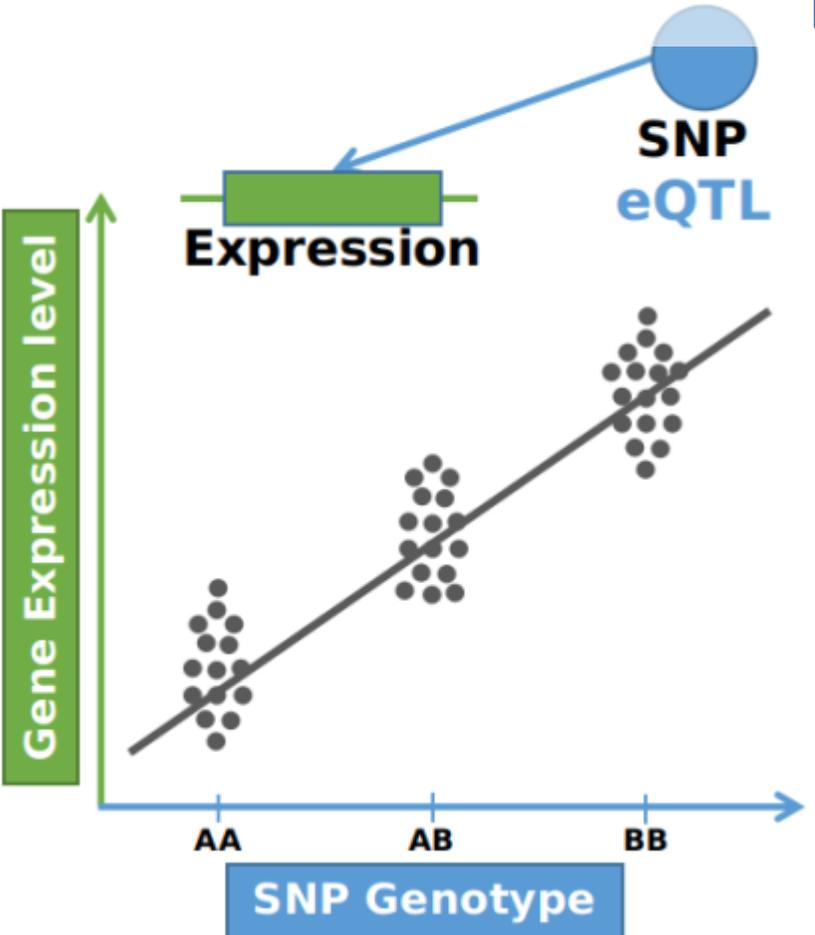 SNP
eQTL
Expression
Gene Expression level
AA
AB
BB
SNP Genotype